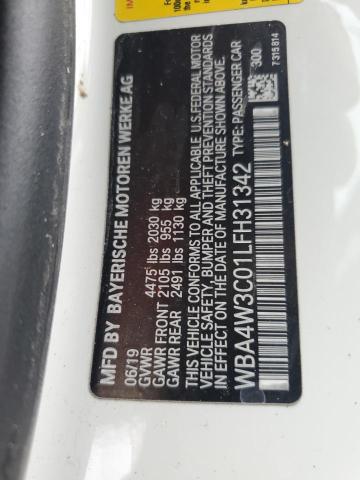 MFD BY BAYERISCHE MOTOREN WERKE AG
06/19
GVWR 4475 lbs 2030 kg
GAWR FRONT 2105 lbs 955 kg
GAWR REAR 2491 lbs 1130 kg
THIS VEHICLE CONFORMS TO ALL APPLICABLE U.S.FEDERAL MOTOR
VEHICLE SAFETY, BUMPER AND THEFT PREVENTION STANDARDS
IN EFFECT ON THE DATE OF MANUFACTURE SHOWN ABOVE.
WBA4W3C01LFH31342 TYPE: PASSENGER CAR
300
7315814